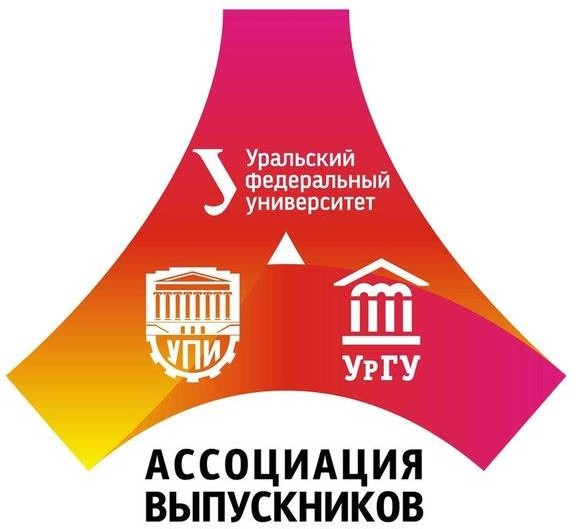 Уральский
федеральный
университет
УПИ
УрГУ
АССОЦИАЦИЯ
ВЫПУСКНИКОВ